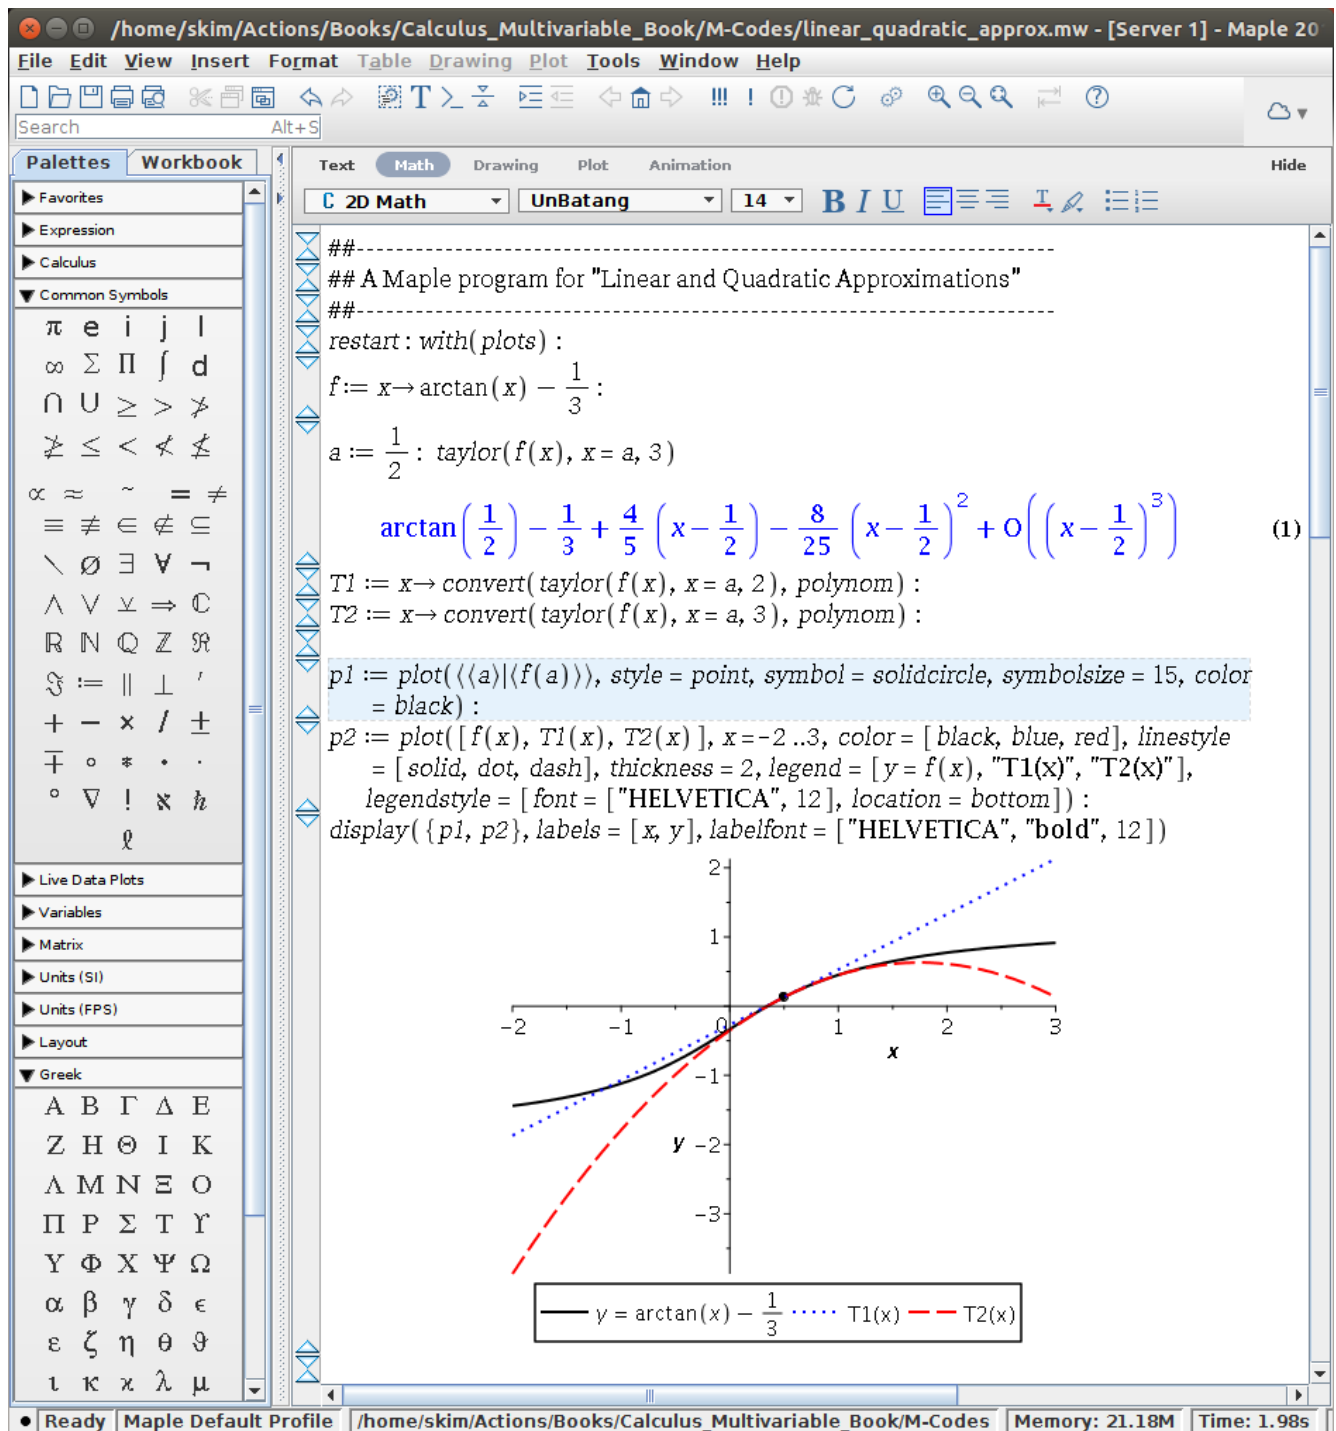 /home/skim/Actions/Books/Calculus_Multivariable_Book/M-Codes/linear_quadratic_approx.mw - [Server 1] - Maple 20
File Edit View Insert Format Table Drawing Plot Tools Window Help
Search Alt+S
Palettes Workbook
Text Math Drawing Plot Animation Hide
C 2D Math UnBatang 14 B I U
Favorites
Expression
Calculus
Common Symbols
π e i j l
∞ Σ Π ∫ d
∩ ∪ ≥ > ≯
≱ ≤ < ≮ ≰
∝ ≈ ~ = ≠
≡ ≢ ∈ ∉ ⊆
\ Ø ∃ ∀ ¬
∧ ∨ ⊻ ⇒ ℂ
ℝ ℕ ℚ ℤ ℜ
ℑ := ∥ ⊥ ′
+ − × / ±
∓ ∘ * • ·
° ∇ ! ℵ ℏ
ℓ
Live Data Plots
Variables
Matrix
Units (SI)
Units (FPS)
Layout
Greek
Α Β Γ Δ Ε
Ζ Η Θ Ι Κ
Λ Μ Ν Ξ Ο
Π Ρ Σ Τ ϒ
Υ Φ Χ Ψ Ω
α β γ δ ϵ
ε ζ η θ ϑ
ι κ ϰ λ μ
##----------------------------------------------------------------------
## A Maple program for "Linear and Quadratic Approximations"
##----------------------------------------------------------------------
restart : with(plots) :
f := x→arctan(x) − 1/3 :
a := 1/2 : taylor(f(x), x = a, 3)
arctan(1/2) − 1/3 + 4/5 (x − 1/2) − 8/25 (x − 1/2)^2 + O((x − 1/2)^3) (1)
T1 := x→ convert(taylor(f(x), x = a, 2), polynom) :
T2 := x→ convert(taylor(f(x), x = a, 3), polynom) :
p1 := plot(⟨⟨a⟩|⟨f(a)⟩⟩, style = point, symbol = solidcircle, symbolsize = 15, color
= black) :
p2 := plot([f(x), T1(x), T2(x)], x=−2 ..3, color = [black, blue, red], linestyle
= [solid, dot, dash], thickness = 2, legend = [y = f(x), "T1(x)", "T2(x)"],
legendstyle = [font = ["HELVETICA", 12], location = bottom]) :
display({p1, p2}, labels = [x, y], labelfont = ["HELVETICA", "bold", 12])
2
1
−2 −1 0 1 2 3
x
−1
y −2
−3
y = arctan(x) − 1/3 T1(x) T2(x)
Ready Maple Default Profile /home/skim/Actions/Books/Calculus_Multivariable_Book/M-Codes Memory: 21.18M Time: 1.98s